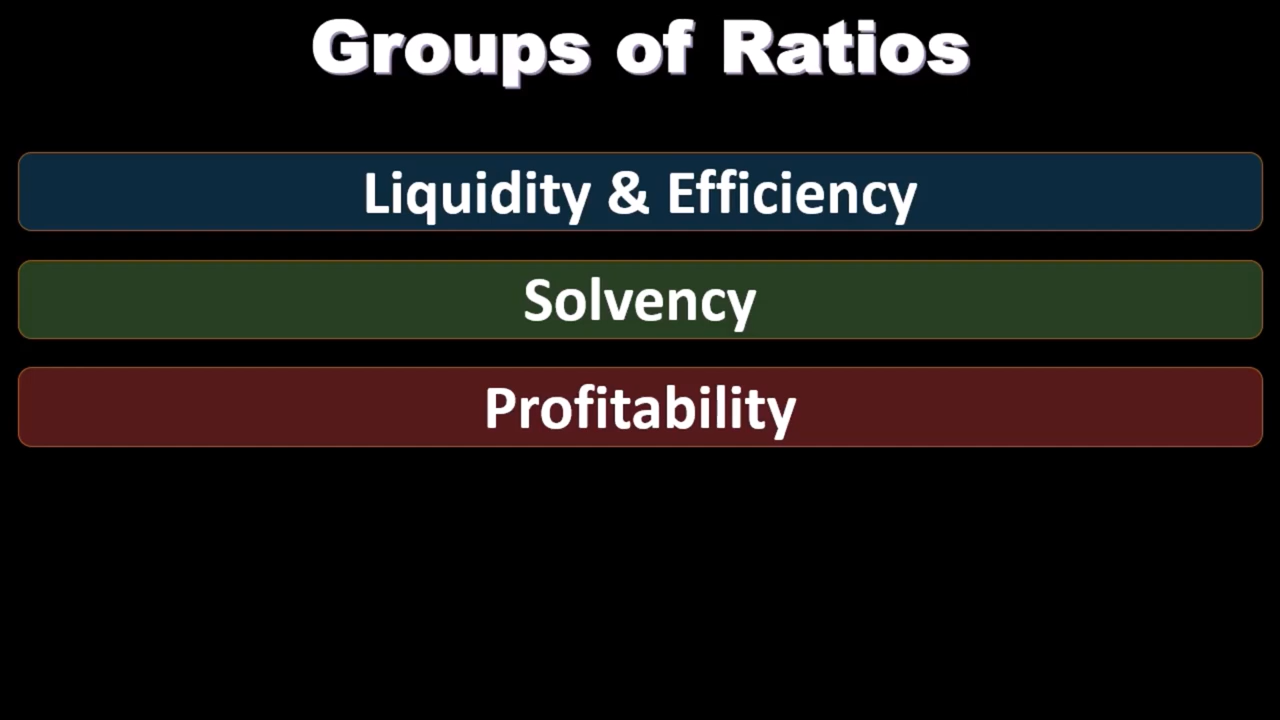 Groups of Ratios
Liquidity & Efficiency
Solvency
Profitability